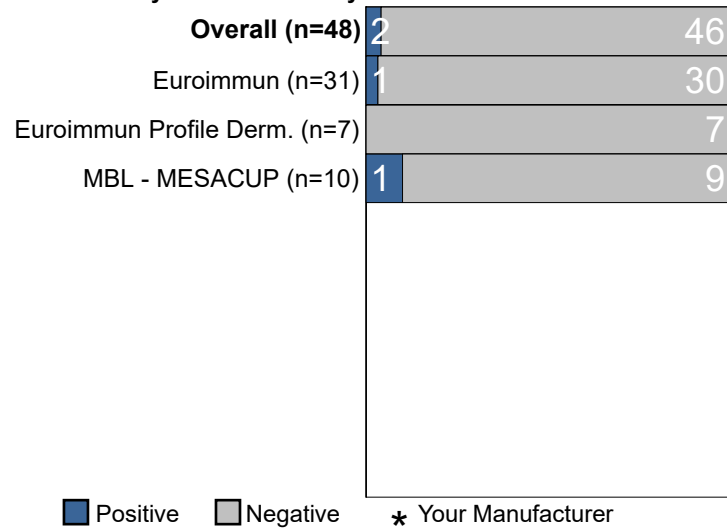 Overall (n=48) 2 46
Euroimmun (n=31) 1 30
Euroimmun Profile Derm. (n=7) 7
MBL - MESACUP (n=10) 1 9
Positive Negative * Your Manufacturer